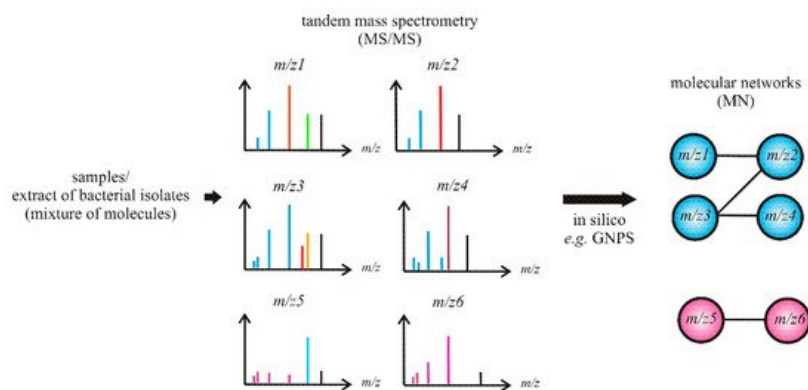 tandem mass spectrometry
(MS/MS)
m/z1
m/z2
m/z
m/z
samples/
extract of bacterial isolates
(mixture of molecules)
m/z3
m/z4
m/z
m/z
m/z5
m/z6
m/z
m/z
in silico
e.g. GNPS
molecular networks
(MN)
m/z1
m/z2
m/z3
m/z4
m/z5
m/z6